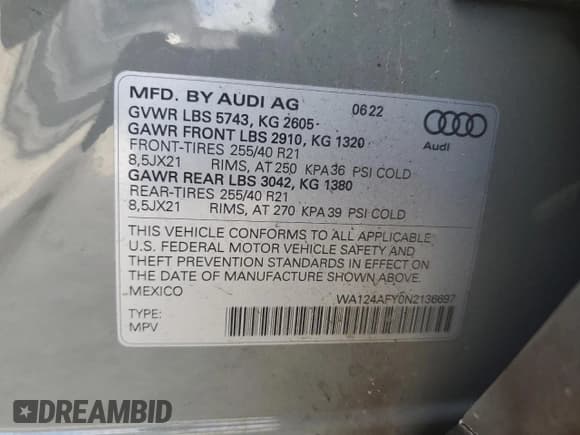 MFD. BY AUDI AG 0622
GVWR LBS 5743, KG 2605
GAWR FRONT LBS 2910, KG 1320
FRONT-TIRES 255/40 R21
8,5JX21 RIMS, AT 250 KPA36 PSI COLD
GAWR REAR LBS 3042, KG 1380
REAR-TIRES 255/40 R21
8,5JX21 RIMS, AT 270 KPA 39 PSI COLD
Audi
THIS VEHICLE CONFORMS TO ALL APPLICABLE
U.S. FEDERAL MOTOR VEHICLE SAFETY AND
THEFT PREVENTION STANDARDS IN EFFECT ON
THE DATE OF MANUFACTURE SHOWN ABOVE.
MEXICO WA124AFY0N2136697
TYPE:
MPV
DREAMBID